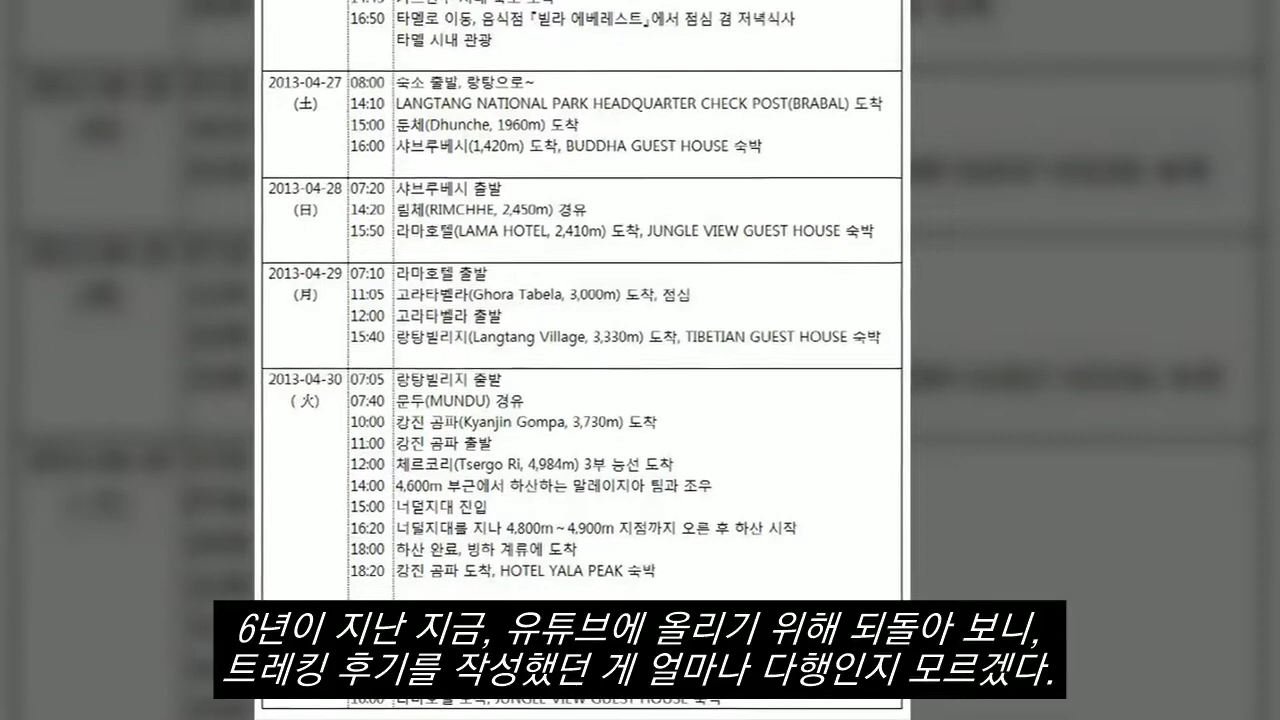 16:50 타멜로 이동, 음식점 『빌라 에베레스트』에서 점심 겸 저녁식사
타멜 시내 관광
2013-04-27 08:00 숙소 출발, 랑탕으로~
(土) 14:10 LANGTANG NATIONAL PARK HEADQUARTER CHECK POST(BRABAL) 도착
15:00 둔체(Dhunche, 1960m) 도착
16:00 샤브루베시(1,420m) 도착, BUDDHA GUEST HOUSE 숙박
2013-04-28 07:20 샤브루베시 출발
(日) 14:20 림체(RIMCHHE, 2,450m) 경유
15:50 라마호텔(LAMA HOTEL, 2,410m) 도착, JUNGLE VIEW GUEST HOUSE 숙박
2013-04-29 07:10 라마호텔 출발
(月) 11:05 고라타벨라(Ghora Tabela, 3,000m) 도착, 점심
12:00 고라타벨라 출발
15:40 랑탕빌리지(Langtang Village, 3,330m) 도착, TIBETIAN GUEST HOUSE 숙박
2013-04-30 07:05 랑탕빌리지 출발
( 火) 07:40 문두(MUNDU) 경유
10:00 캉진 곰파(Kyanjin Gompa, 3,730m) 도착
11:00 캉진 곰파 출발
12:00 체르코리(Tsergo Ri, 4,984m) 3부 능선 도착
14:00 4,600m 부근에서 하산하는 말레이지아 팀과 조우
15:00 너덜지대 진입
16:20 너덜지대를 지나 4,800m~4,900m 지점까지 오른 후 하산 시작
18:00 하산 완료, 빙하 계류에 도착
18:20 캉진 곰파 도착, HOTEL YALA PEAK 숙박
6년이 지난 지금, 유튜브에 올리기 위해 되돌아 보니,
트레킹 후기를 작성했던 게 얼마나 다행인지 모르겠다.